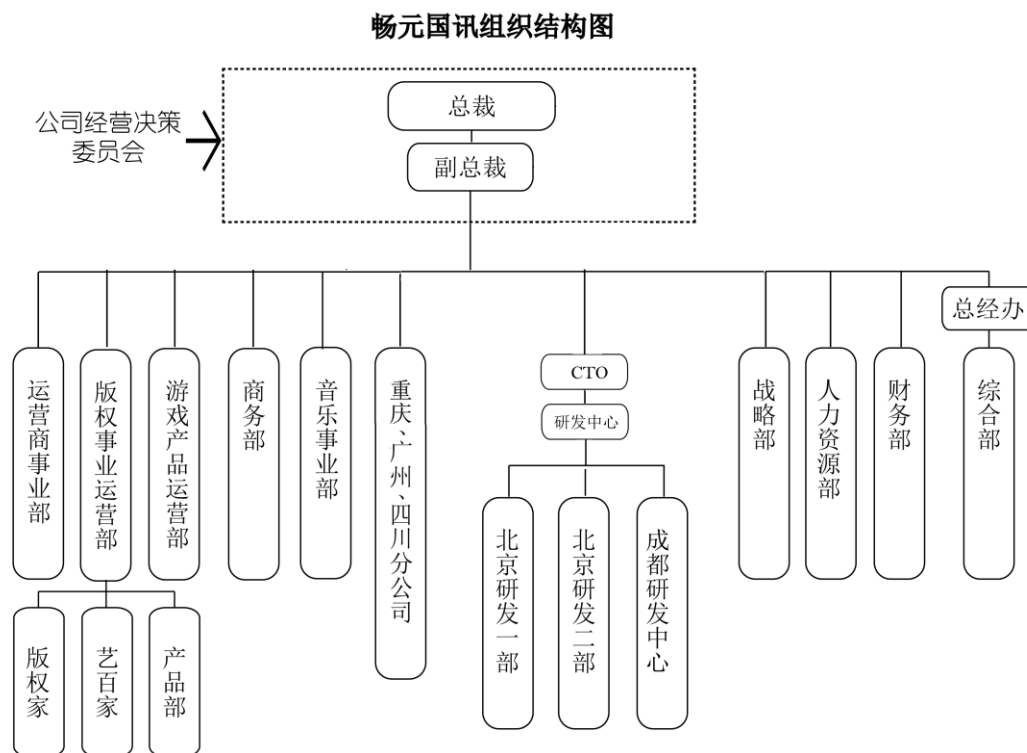 畅元国讯组织结构图
公司经营决策
委员会
总裁
副总裁
总经办
运营商事业部
版权事业运营部
游戏产品运营部
商务部
音乐事业部
重庆、广州、四川分公司
CTO
研发中心
战略部
人力资源部
财务部
综合部
北京研发一部
北京研发二部
成都研发中心
版权家
艺百家
产品部